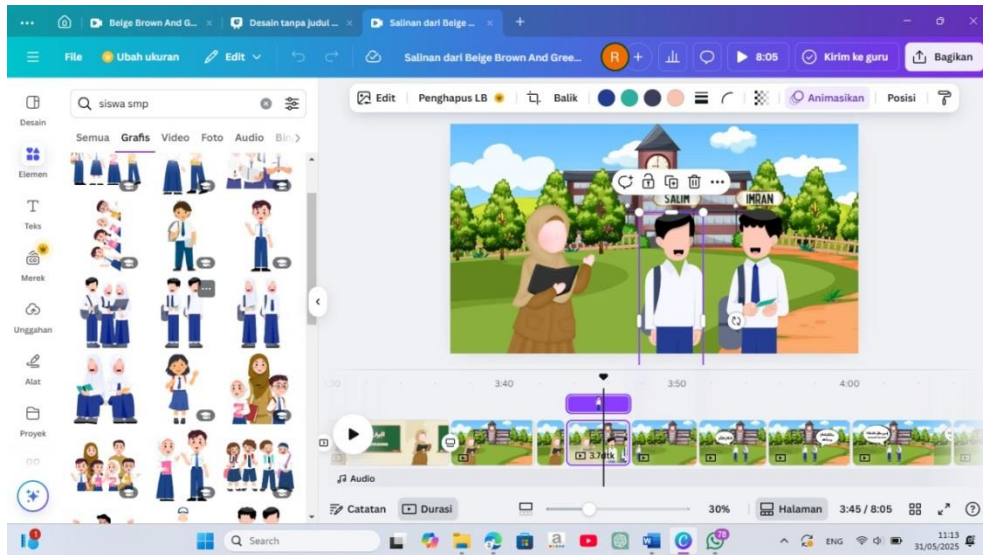 Beige Brown And G...
Desain tanpa judul ...
Salinan dari Beige ...
File
Ubah ukuran
Edit
Salinan dari Beige Brown And Gree...
R
8:05
Kirim ke guru
Bagikan
Desain
Elemen
Teks
Merek
Unggahan
Alat
Proyek
siswa smp
Semua Grafis Video Foto Audio
Edit Penghapus LB Balik Animasikan Posisi
SALIM IMRAN
3:40 3:50 4:00
3.7dtk
Audio
Catatan Durasi 30% Halaman 3:45 / 8:05
Search
78
ENG
11:13
31/05/2025